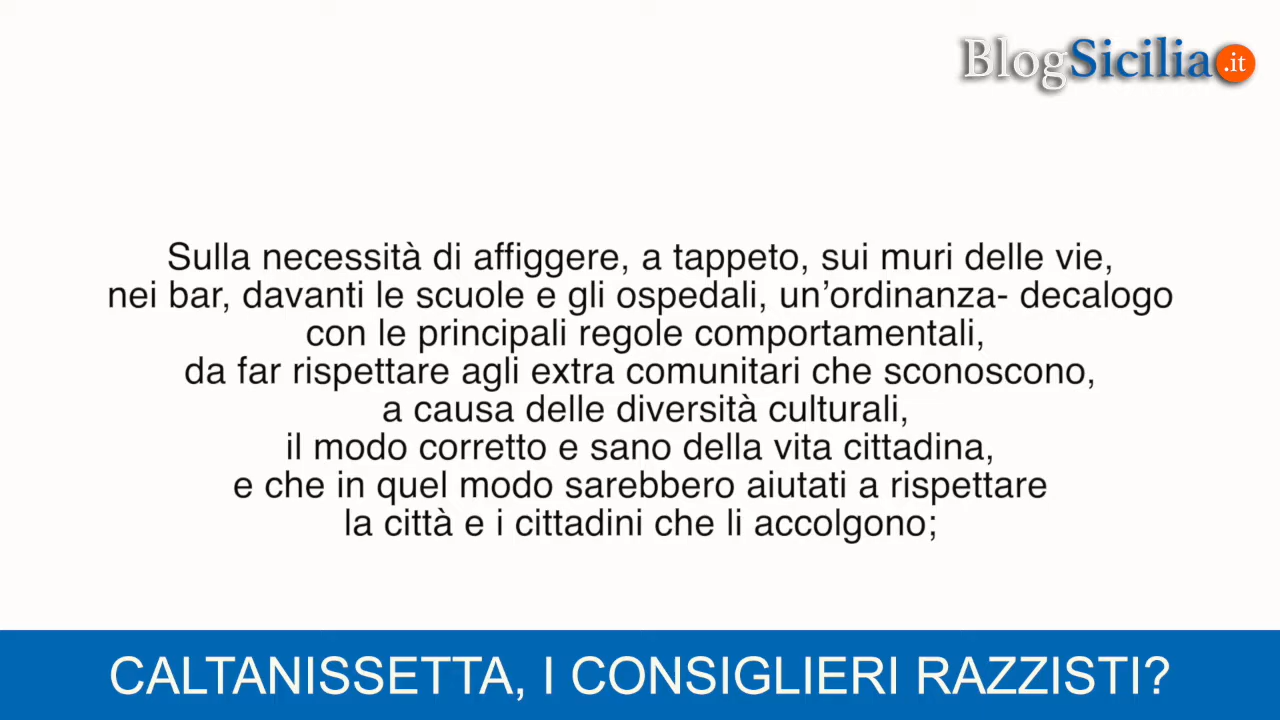 BlogSicilia.it
Sulla necessità di affiggere, a tappeto, sui muri delle vie,
nei bar, davanti le scuole e gli ospedali, un’ordinanza- decalogo
con le principali regole comportamentali,
da far rispettare agli extra comunitari che sconoscono,
a causa delle diversità culturali,
il modo corretto e sano della vita cittadina,
e che in quel modo sarebbero aiutati a rispettare
la città e i cittadini che li accolgono;
CALTANISSETTA, I CONSIGLIERI RAZZISTI?